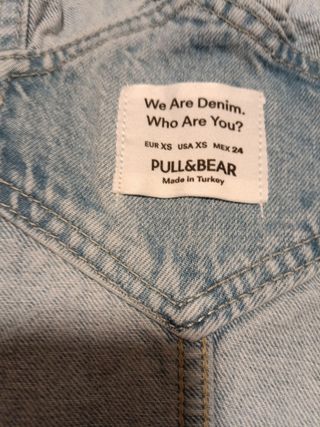 We Are Denim.
Who Are You?
EUR XS USA XS MEX 24
PULL&BEAR
Made in Turkey